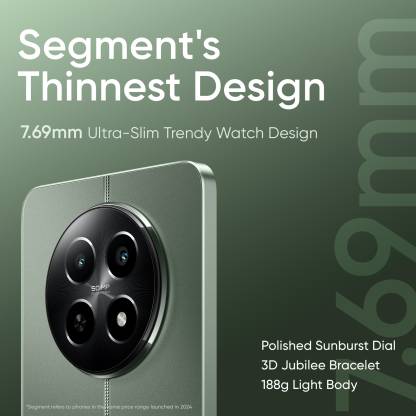 Segment's
Thinnest Design
7.69mm Ultra-Slim Trendy Watch Design
7.69mm
50MP
Polished Sunburst Dial
3D Jubilee Bracelet
188g Light Body
*Segment refers to phones in the same price range launched in 2024